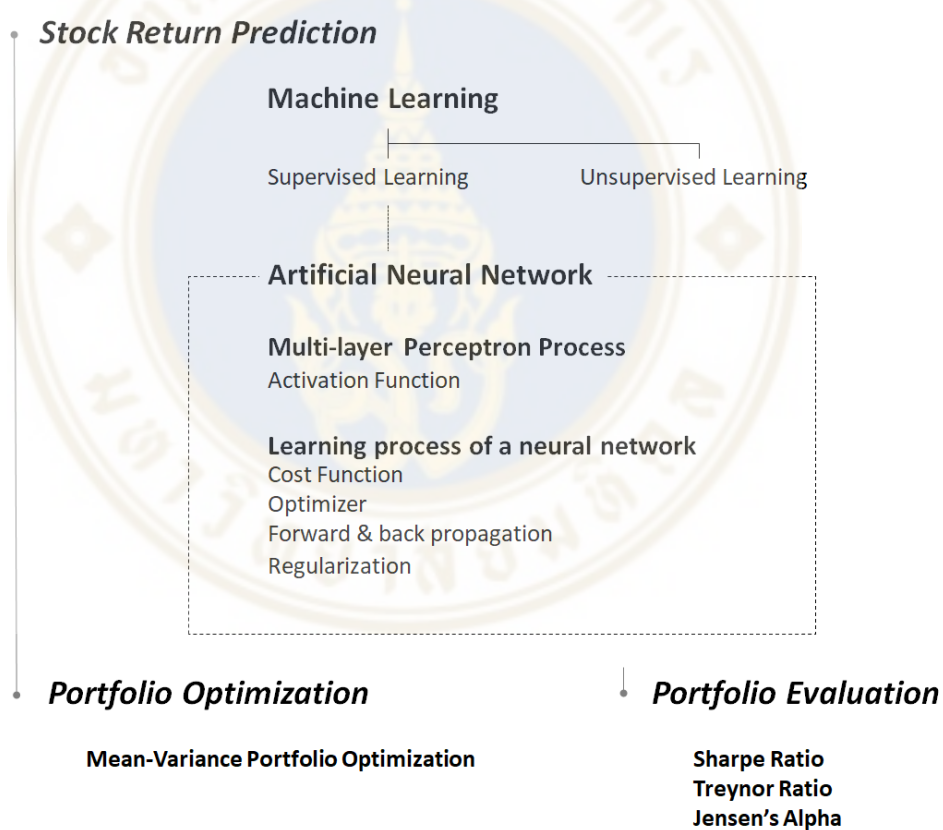 Stock Return Prediction
Machine Learning
Supervised Learning
Unsupervised Learning
Artificial Neural Network
Multi-layer Perceptron Process
Activation Function
Learning process of a neural network
Cost Function
Optimizer
Forward & back propagation
Regularization
Portfolio Optimization
Portfolio Evaluation
Mean-Variance Portfolio Optimization
Sharpe Ratio
Treynor Ratio
Jensen's Alpha